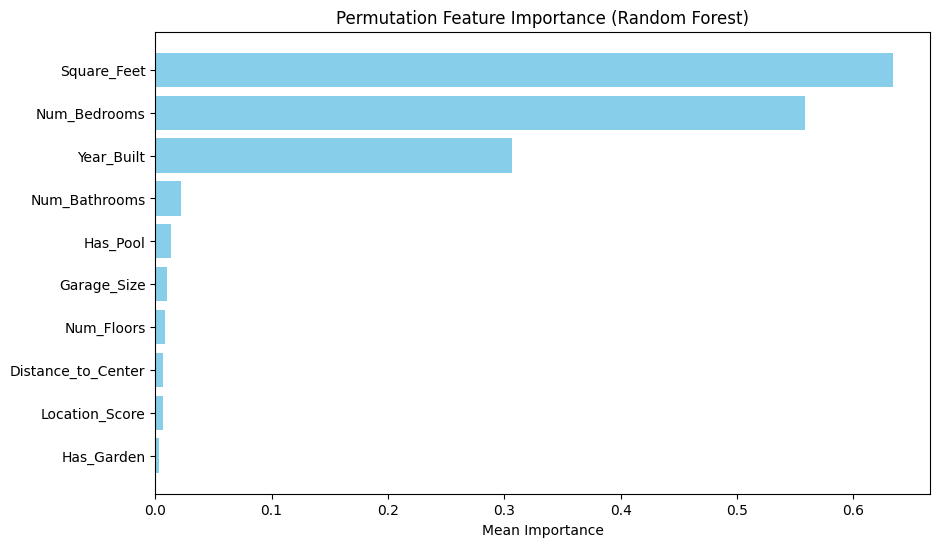 Permutation Feature Importance (Random Forest)
Square_Feet
Num_Bedrooms
Year_Built
Num_Bathrooms
Has_Pool
Garage_Size
Num_Floors
Distance_to_Center
Location_Score
Has_Garden
0.0 0.1 0.2 0.3 0.4 0.5 0.6
Mean Importance